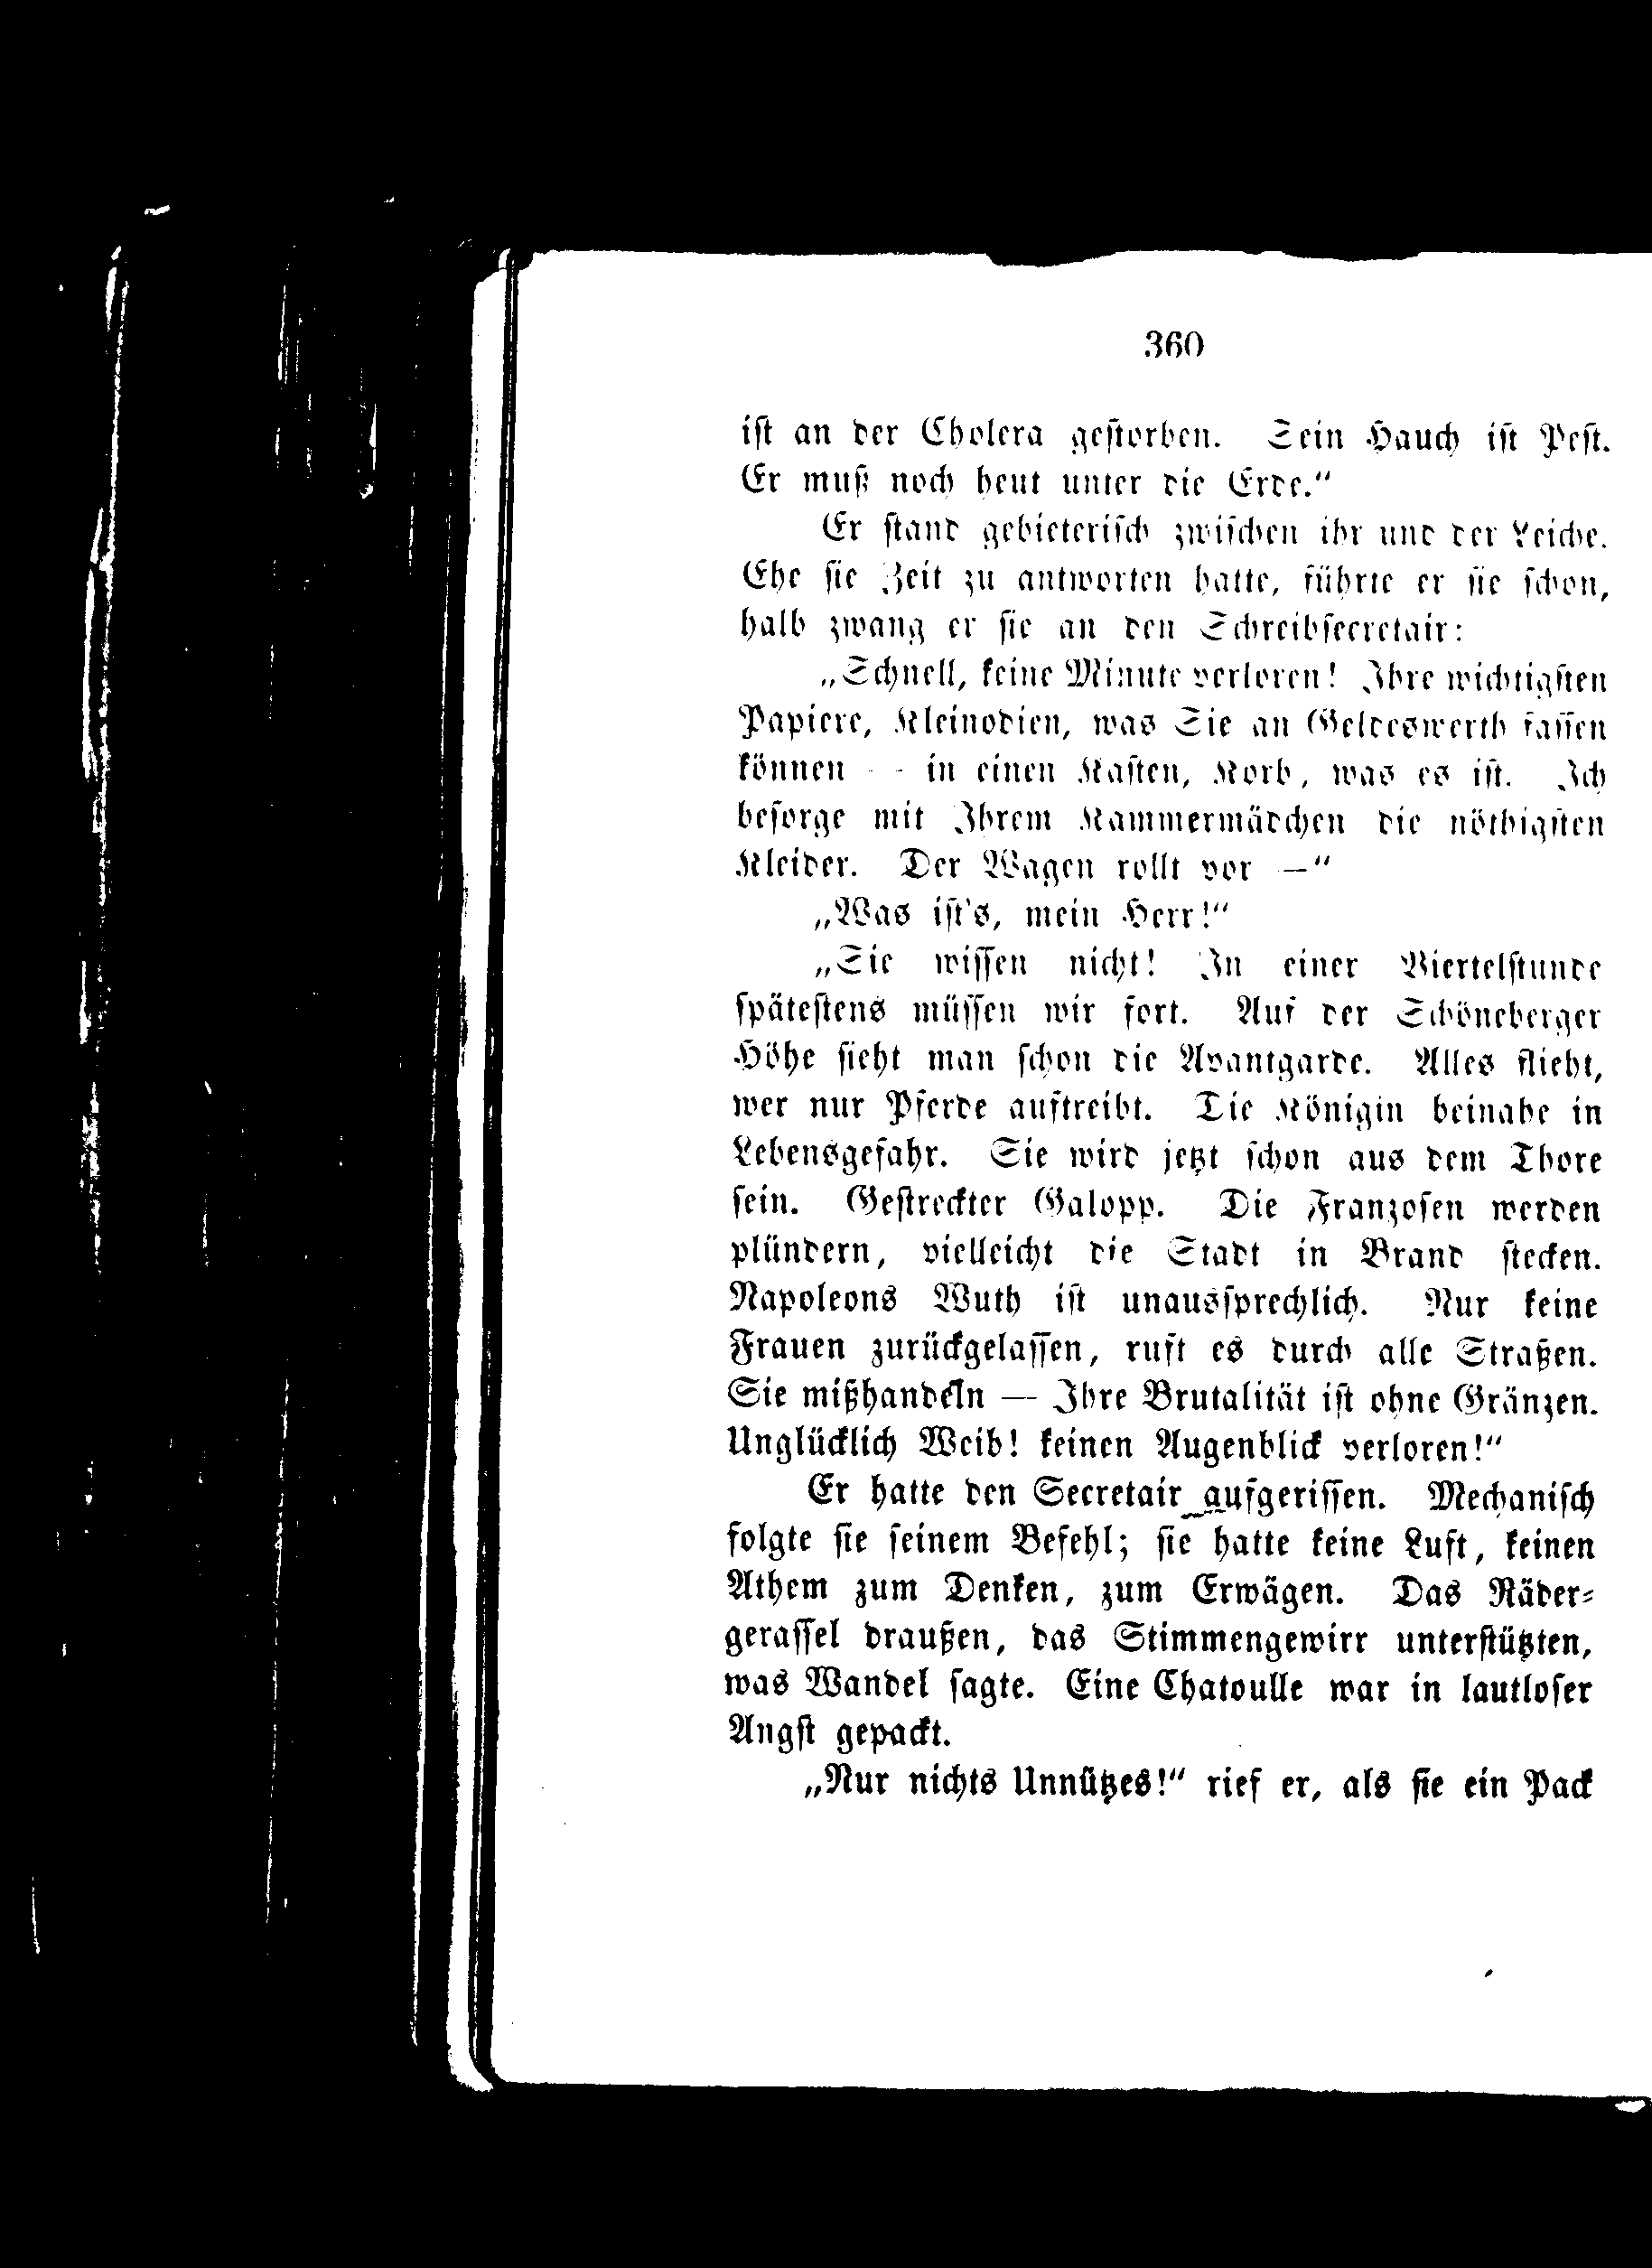 360
ist an der Cholera gestorben. Sein Hauch ist Pest.
Er muß noch heut unter die Erde.“
Er stand gebieterisch zwischen ihr und der Leiche.
Ehe sie Zeit zu antworten hatte, führte er sie schon,
halb zwang er sie an den Schreibsecretair:
„Schnell, keine Minute verloren! Ihre wichtigsten
Papiere, Kleinodien, was Sie an Geldeswerth fassen
können — in einen Kasten, Korb, was es ist. Ich
besorge mit Ihrem Kammermädchen die nöthigsten
Kleider. Der Wagen rollt vor —“
„Was ist's, mein Herr!“
„Sie wissen nicht! In einer Viertelstunde
spätestens müssen wir fort. Auf der Schöneberger
Höhe sieht man schon die Avantgarde. Alles flieht,
wer nur Pferde auftreibt. Die Königin beinahe in
Lebensgefahr. Sie wird jetzt schon aus dem Thore
sein. Gestreckter Galopp. Die Franzosen werden
plündern, vielleicht die Stadt in Brand stecken.
Napoleons Wuth ist unaussprechlich. Nur keine
Frauen zurückgelassen, ruft es durch alle Straßen.
Sie mißhandeln — Ihre Brutalität ist ohne Gränzen.
Unglücklich Weib! keinen Augenblick verloren!“
Er hatte den Secretair aufgerissen. Mechanisch
folgte sie seinem Befehl; sie hatte keine Luft, keinen
Athem zum Denken, zum Erwägen. Das Räder-
gerassel draußen, das Stimmengewirr unterstützten,
was Wandel sagte. Eine Chatoulle war in lautloser
Angst gepackt.
„Nur nichts Unnützes!“ rief er, als sie ein Pack